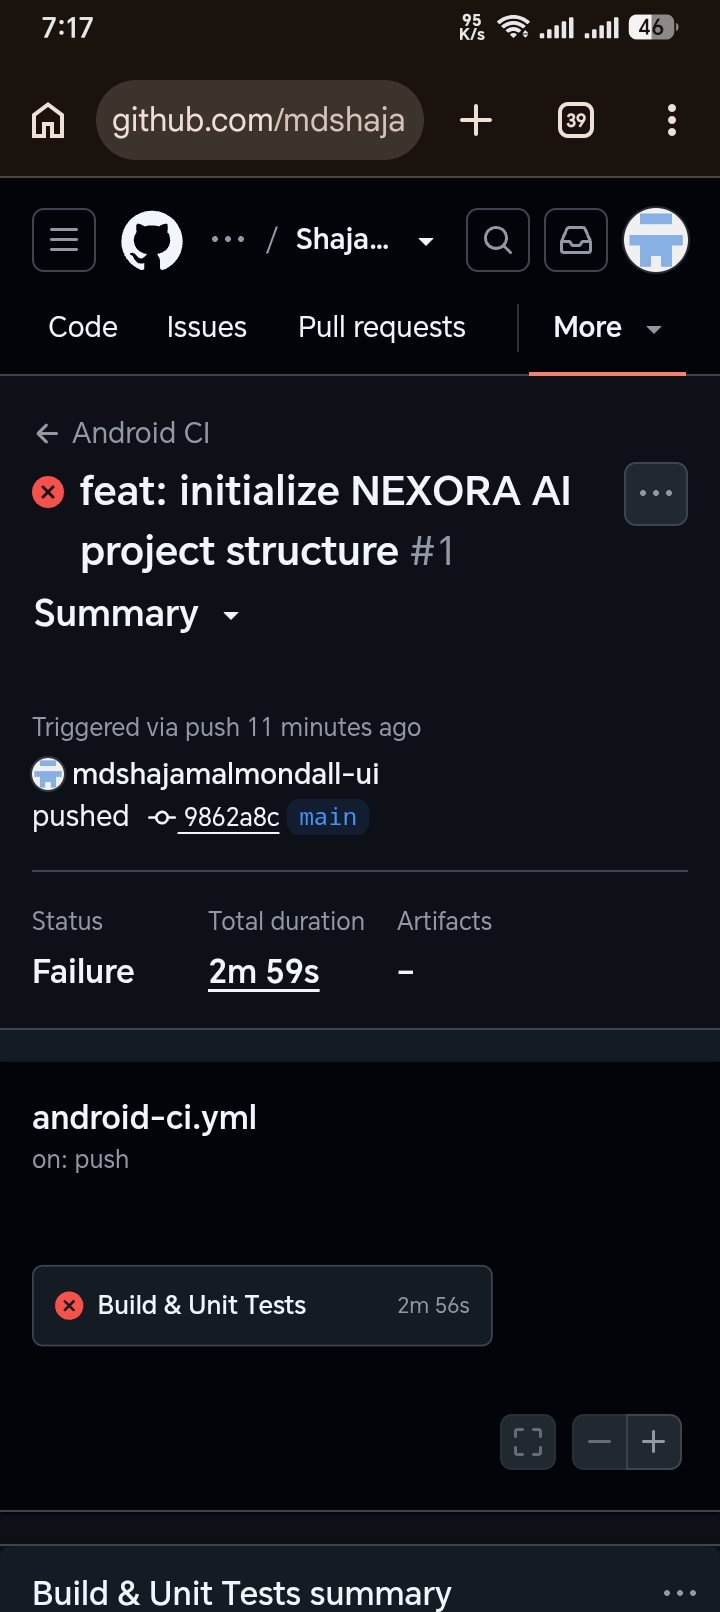 7:17
95
K/s
46
github.com/mdshaja
39
... / Shaja...
Code Issues Pull requests More
← Android CI
feat: initialize NEXORA AI
project structure #1
Summary
Triggered via push 11 minutes ago
mdshajamalmondall-ui
pushed 9862a8c main
Status Total duration Artifacts
Failure 2m 59s –
android-ci.yml
on: push
Build & Unit Tests 2m 56s
Build & Unit Tests summary